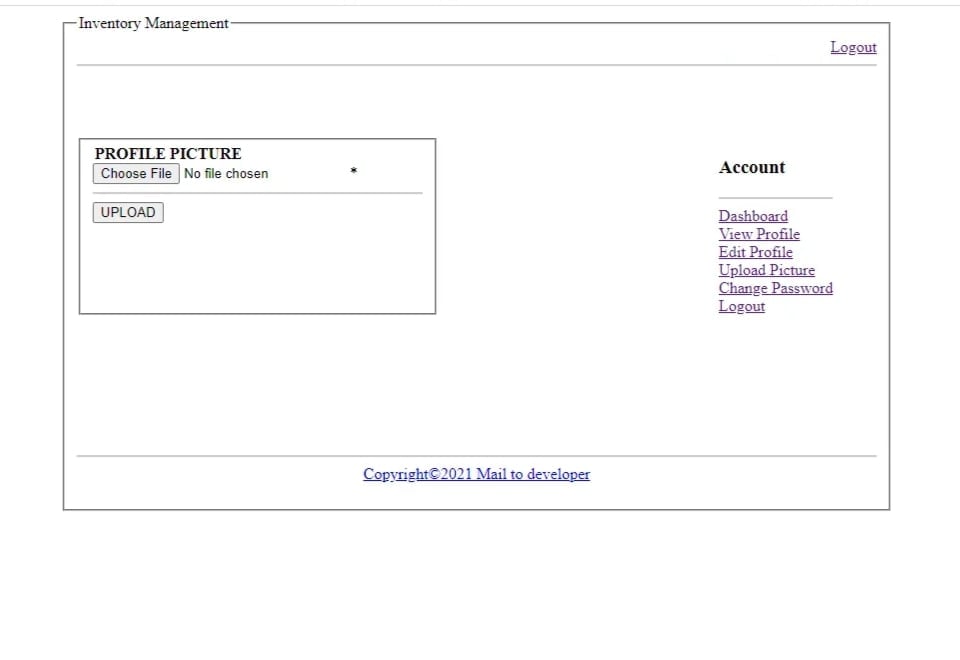 Inventory Management
Logout
PROFILE PICTURE
Choose File No file chosen *
UPLOAD
Account
Dashboard
View Profile
Edit Profile
Upload Picture
Change Password
Logout
Copyright©2021 Mail to developer